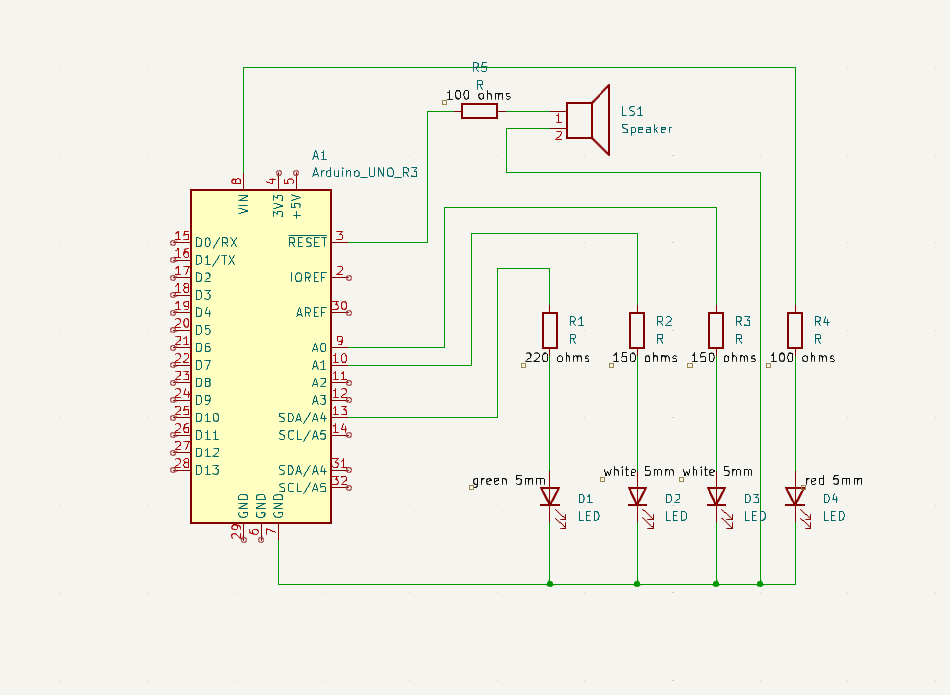 R5
R
100 ohms
1
2
LS1
Speaker
A1
Arduino_UNO_R3
8
4
5
VIN
3V3
+5V
15
D0/RX
RESET
3
16
D1/TX
17
D2
IOREF
2
18
D3
19
D4
AREF
30
20
D5
21
D6
A0
9
22
D7
A1
10
23
D8
A2
11
24
D9
A3
12
25
D10
SDA/A4
13
26
D11
SCL/A5
14
27
D12
28
D13
SDA/A4
31
SCL/A5
32
GND
GND
GND
29
6
7
R1
R
220 ohms
R2
R
150 ohms
R3
R
150 ohms
R4
R
100 ohms
green 5mm
D1
LED
white 5mm
D2
LED
white 5mm
D3
LED
red 5mm
D4
LED